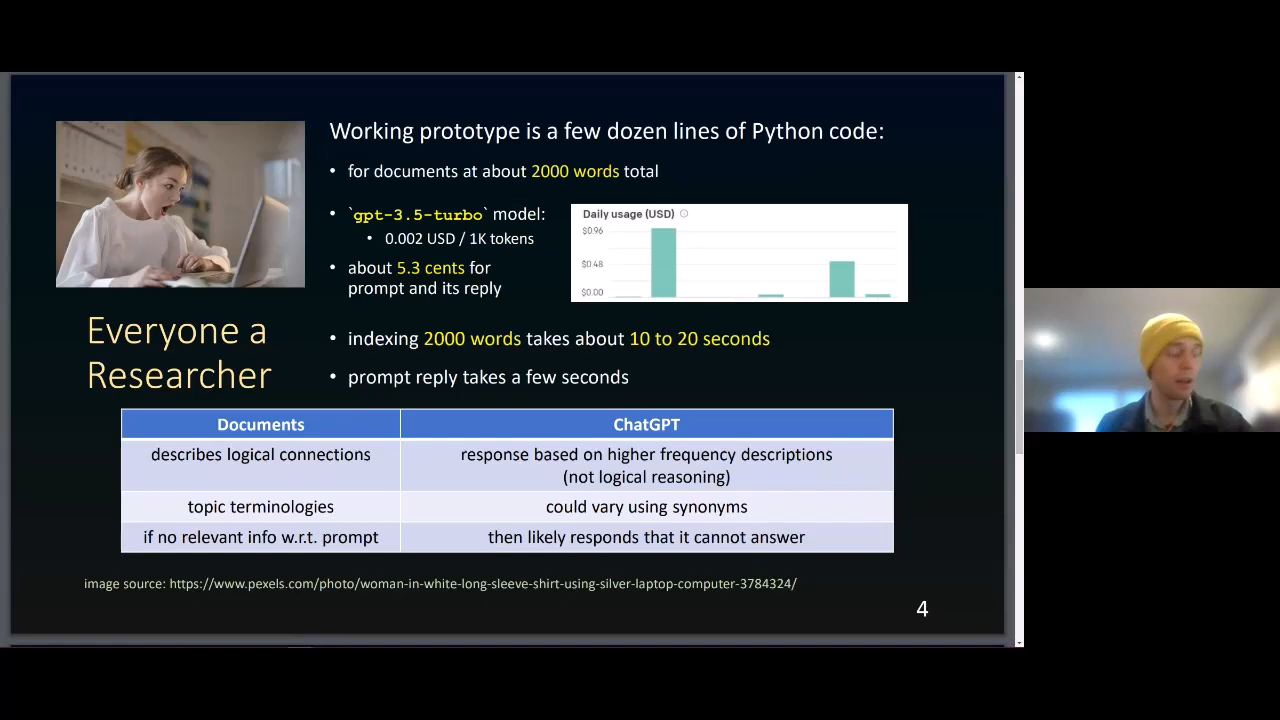 Working prototype is a few dozen lines of Python code:
• for documents at about 2000 words total
• `gpt-3.5-turbo` model:
• 0.002 USD / 1K tokens
• about 5.3 cents for
prompt and its reply
Daily usage (USD)
$0.96
$0.48
$0.00
• indexing 2000 words takes about 10 to 20 seconds
• prompt reply takes a few seconds
Everyone a
Researcher
Documents ChatGPT
describes logical connections response based on higher frequency descriptions
(not logical reasoning)
topic terminologies could vary using synonyms
if no relevant info w.r.t. prompt then likely responds that it cannot answer
image source: https://www.pexels.com/photo/woman-in-white-long-sleeve-shirt-using-silver-laptop-computer-3784324/
4